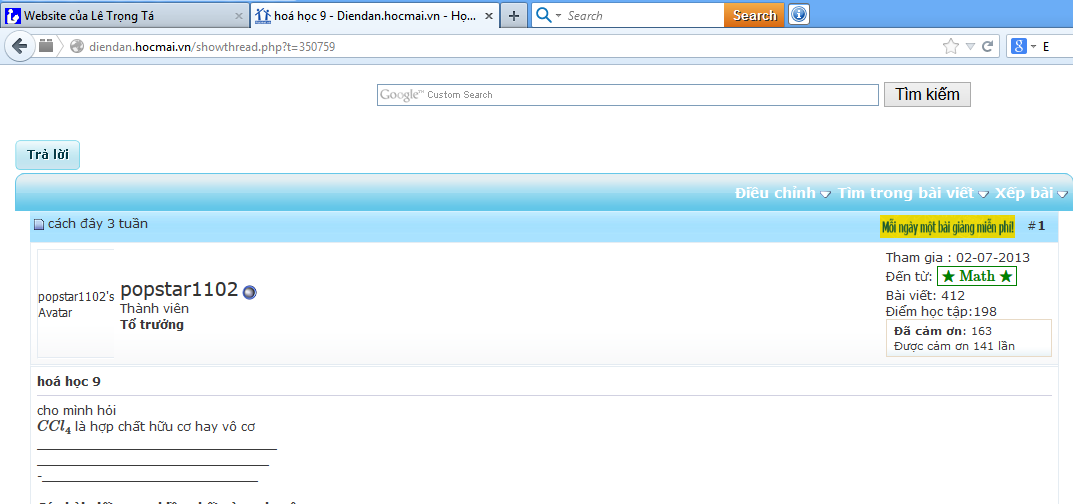 Website của Lê Trọng Tá
hoá học 9 - Diendan.hocmai.vn - Họ...
Search
Search
diendan.hocmai.vn/showthread.php?t=350759
E
Google™ Custom Search
Tìm kiếm
Trả lời
Điều chỉnh Tìm trong bài viết Xếp bài
cách đây 3 tuần
Mỗi ngày một bài giảng miễn phí!
#1
popstar1102's
Avatar
popstar1102
Thành viên
Tổ trưởng
Tham gia : 02-07-2013
Đến từ: ★ Math ★
Bài viết: 412
Điểm học tập:198
Đã cảm ơn: 163
Được cảm ơn 141 lần
hoá học 9
cho mình hỏi
CCl₄ là hợp chất hữu cơ hay vô cơ